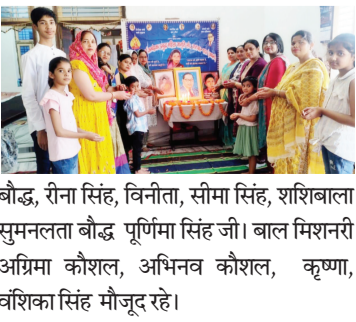 बौद्ध, रीना सिंह, विनीता, सीमा सिंह, शशिबाला
सुमनलता बौद्ध पूर्णिमा सिंह जी। बाल मिशनरी
अग्रिमा कौशल, अभिनव कौशल, कृष्णा,
वंशिका सिंह मौजूद रहे।